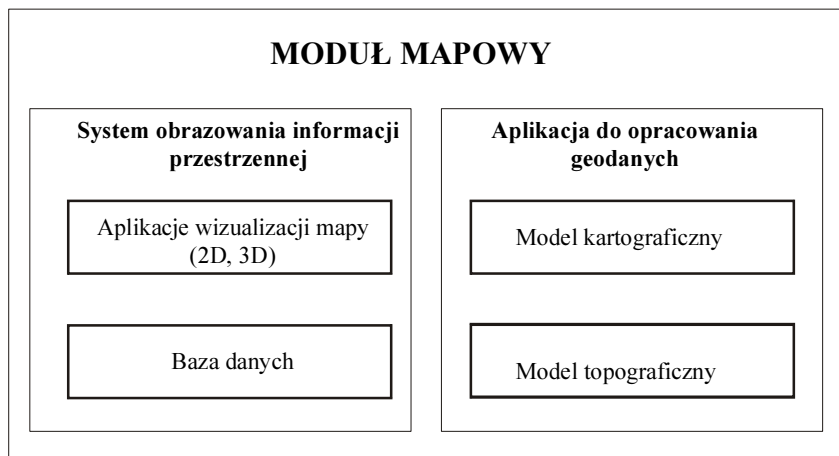 MODUŁ MAPOWY
System obrazowania informacji
przestrzennej
Aplikacje wizualizacji mapy
(2D, 3D)
Baza danych
Aplikacja do opracowania
geodanych
Model kartograficzny
Model topograficzny